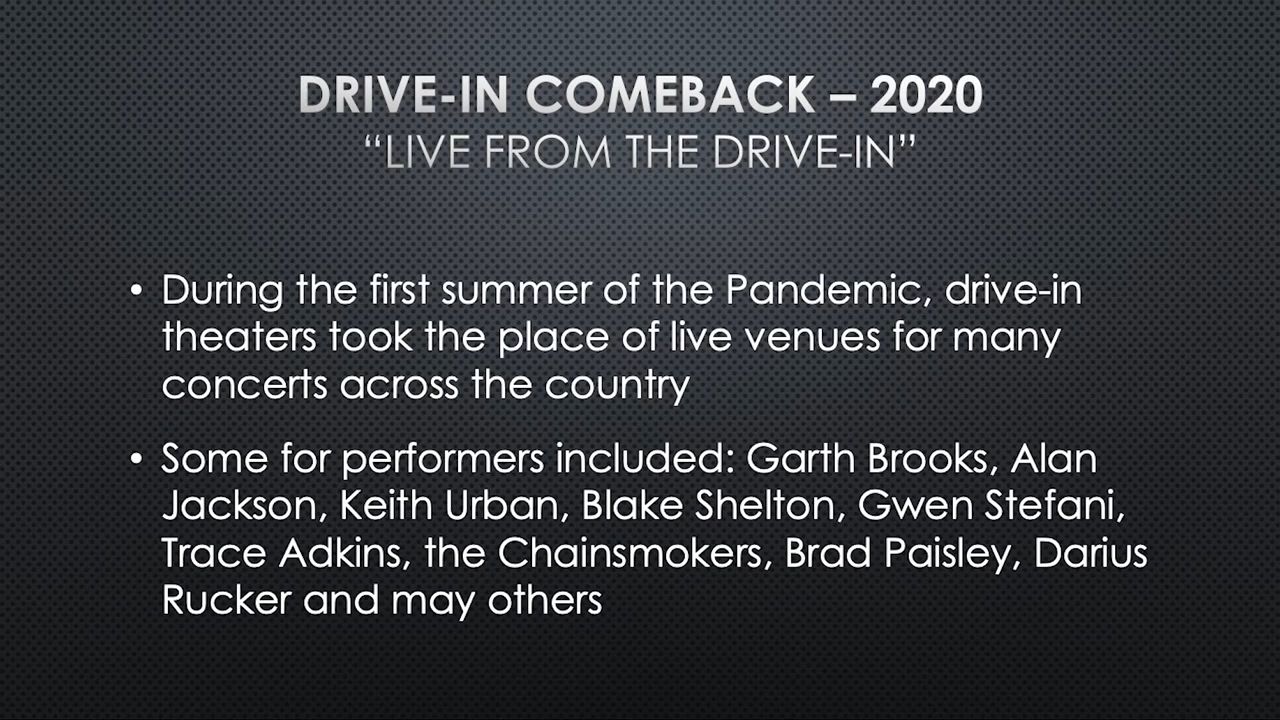 DRIVE-IN COMEBACK – 2020
“LIVE FROM THE DRIVE-IN”
• During the first summer of the Pandemic, drive-in
theaters took the place of live venues for many
concerts across the country
• Some for performers included: Garth Brooks, Alan
Jackson, Keith Urban, Blake Shelton, Gwen Stefani,
Trace Adkins, the Chainsmokers, Brad Paisley, Darius
Rucker and may others